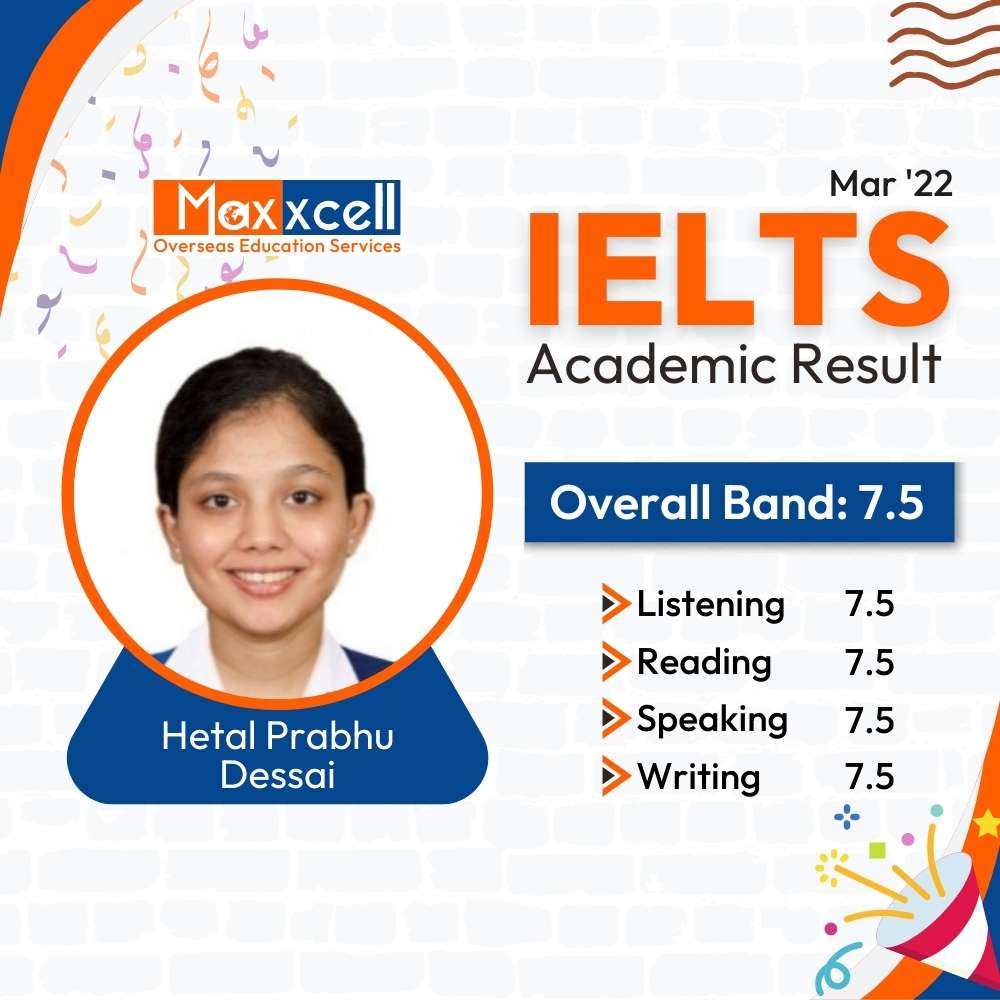 Maxxcell
Overseas Education Services
Mar '22
IELTS
Academic Result
Overall Band: 7.5
Listening 7.5
Reading 7.5
Speaking 7.5
Writing 7.5
Hetal Prabhu
Dessai